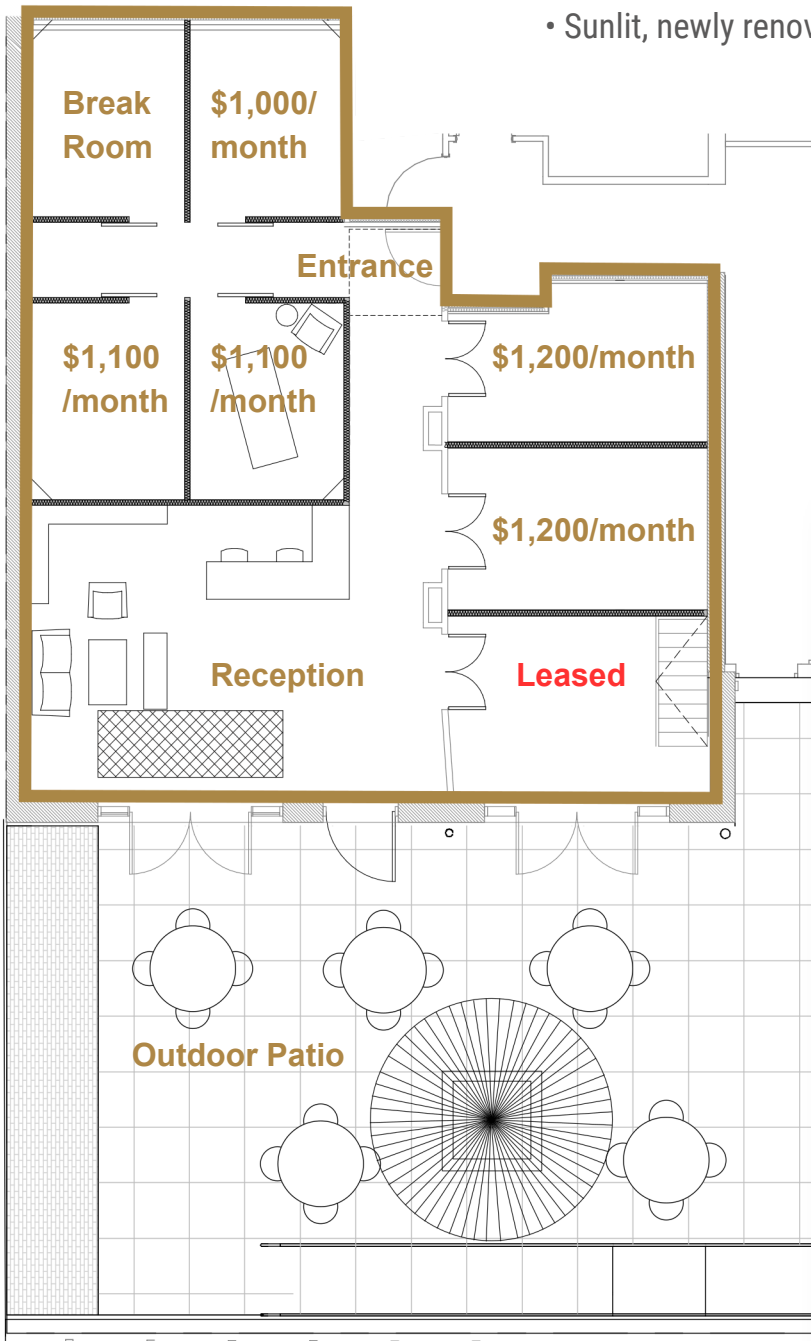 • Sunlit, newly renov
Break
Room
$1,000/
month
Entrance
$1,100
/month
$1,100
/month
$1,200/month
$1,200/month
Reception
Leased
Outdoor Patio